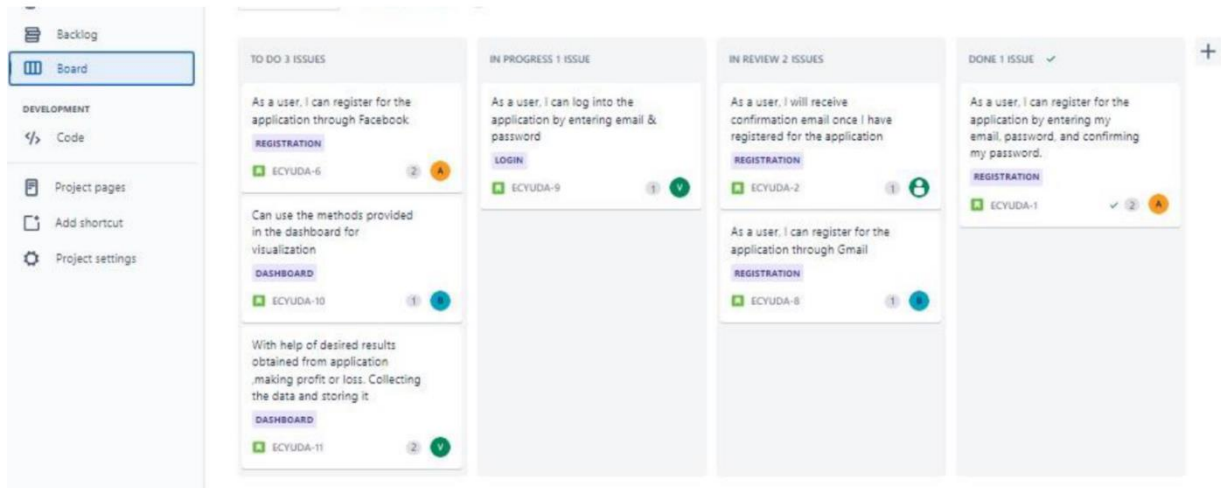 Backlog
Board
DEVELOPMENT
Code
Project pages
Add shortcut
Project settings
TO DO 3 ISSUES
As a user, I can register for the
application through Facebook
REGISTRATION
ECYUDA-6
2
A
Can use the methods provided
in the dashboard for
visualization
DASHBOARD
ECYUDA-10
1
With help of desired results
obtained from application
,making profit or loss. Collecting
the data and storing it
DASHBOARD
ECYUDA-11
2
V
IN PROGRESS 1 ISSUE
As a user, I can log into the
application by entering email &
password
LOGIN
ECYUDA-9
1
V
IN REVIEW 2 ISSUES
As a user, I will receive
confirmation email once I have
registered for the application
REGISTRATION
ECYUDA-2
1
As a user, I can register for the
application through Gmail
REGISTRATION
ECYUDA-8
1
DONE 1 ISSUE
As a user, I can register for the
application by entering my
email, password, and confirming
my password.
REGISTRATION
ECYUDA-1
2
A